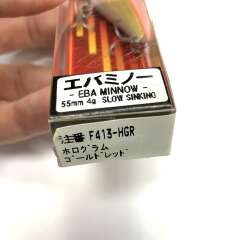 エバミノー
- EBA MINNOW -
55mm 4g SLOW SINKING
注番 F413-HGR
ホログラム
ゴールドレッド